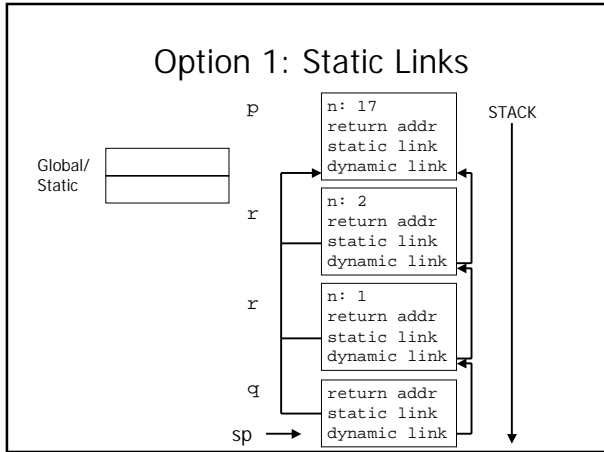 Option 1: Static Links
p
n: 17
return addr
static link
dynamic link
STACK
Global/
Static
r
n: 2
return addr
static link
dynamic link
r
n: 1
return addr
static link
dynamic link
q
return addr
static link
dynamic link
sp